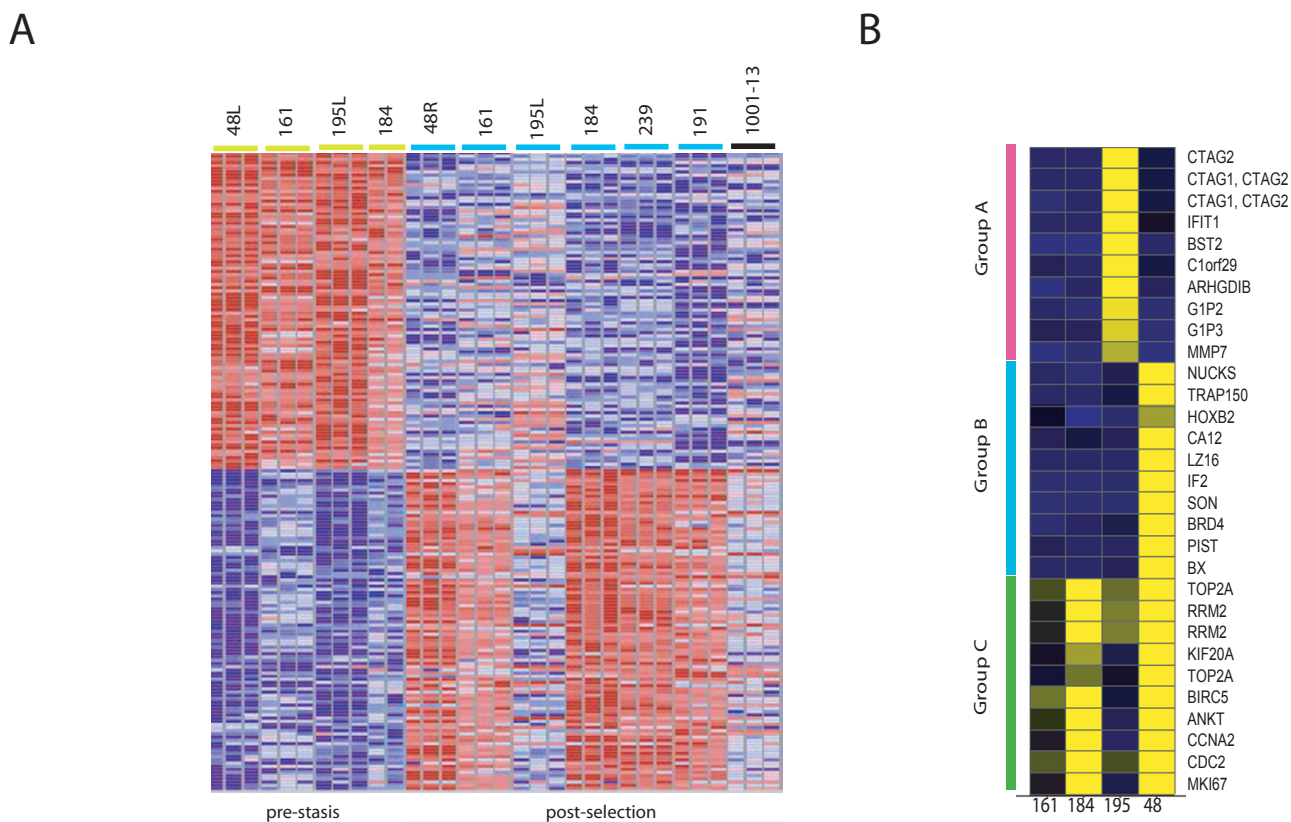 A
B
48L
161
195L
184
48R
161
195L
184
239
191
1001-13
pre-stasis
post-selection
Group A
Group B
Group C
CTAG2
CTAG1, CTAG2
CTAG1, CTAG2
IFIT1
BST2
C1orf29
ARHGDIB
G1P2
G1P3
MMP7
NUCKS
TRAP150
HOXB2
CA12
LZ16
IF2
SON
BRD4
PIST
BX
TOP2A
RRM2
RRM2
KIF20A
TOP2A
BIRC5
ANKT
CCNA2
CDC2
MKI67
161 184 195 48